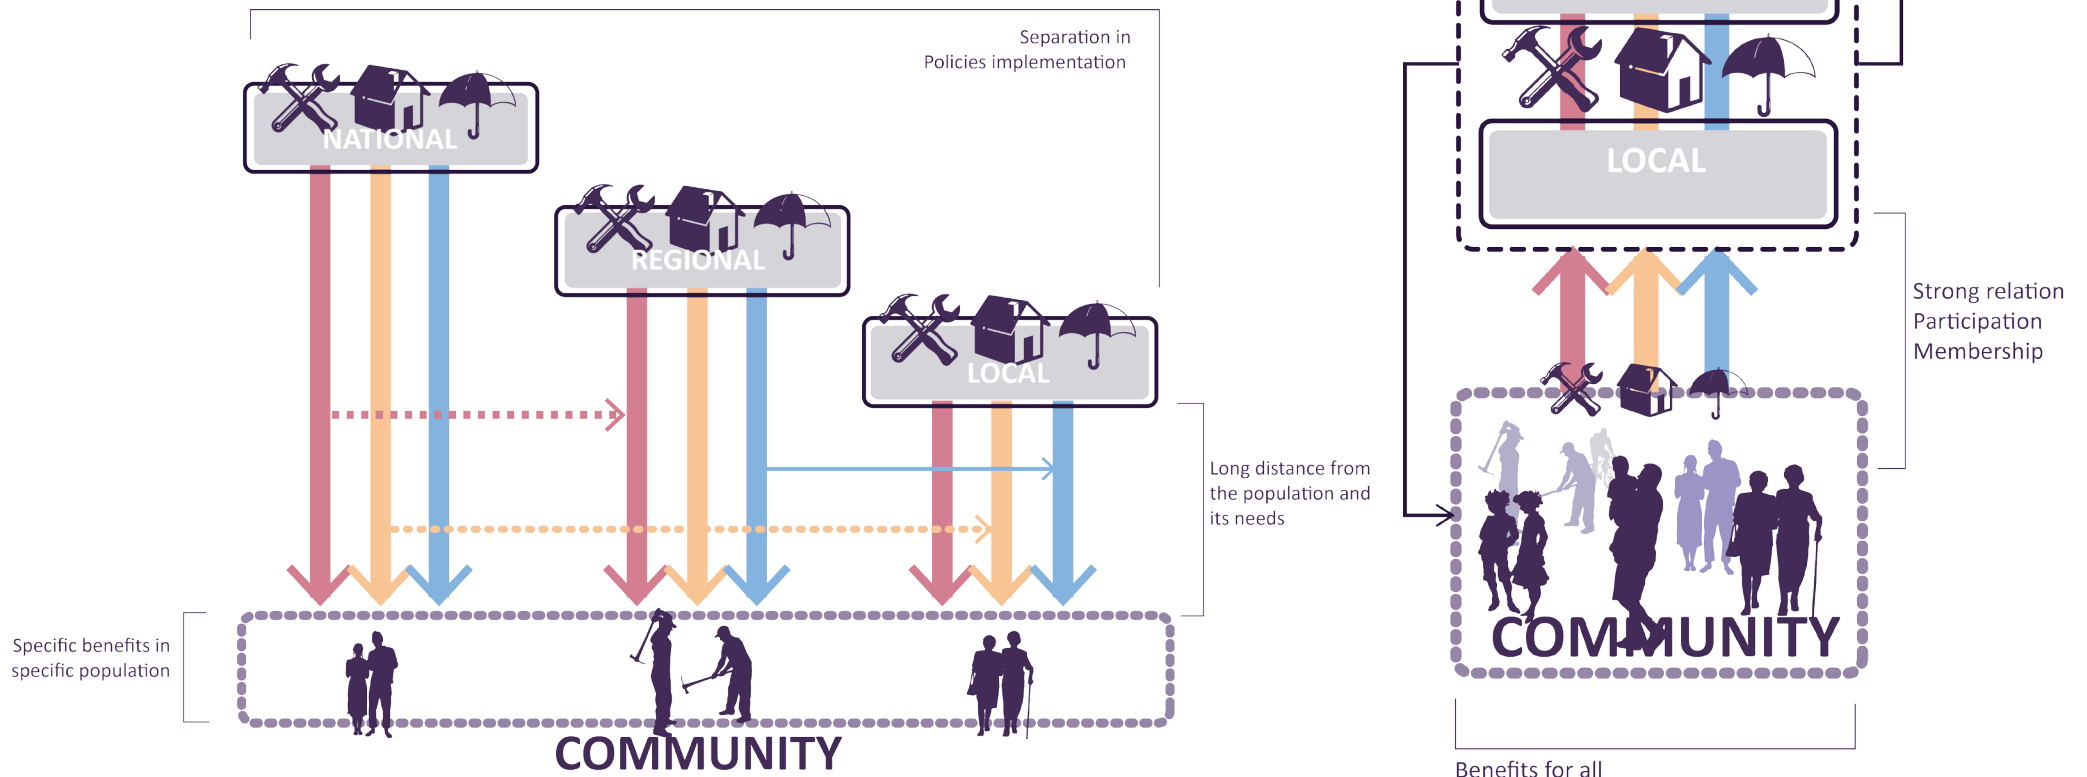 Separation in
Policies implementation
NATIONAL
REGIONAL
LOCAL
Long distance from
the population and
its needs
Specific benefits in
specific population
COMMUNITY
LOCAL
Strong relation
Participation
Membership
COMMUNITY
Benefits for all